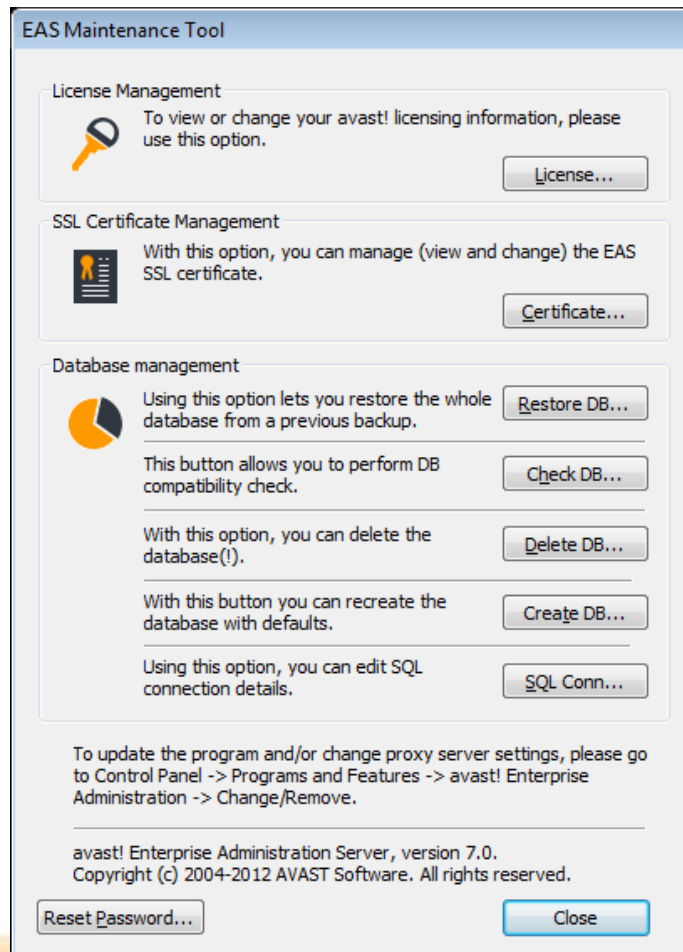 EAS Maintenance Tool
License Management
To view or change your avast! licensing information, please
use this option.
License...
SSL Certificate Management
With this option, you can manage (view and change) the EAS
SSL certificate.
Certificate...
Database management
Using this option lets you restore the whole
database from a previous backup.
Restore DB...
This button allows you to perform DB
compatibility check.
Check DB...
With this option, you can delete the
database(!).
Delete DB...
With this button you can recreate the
database with defaults.
Create DB...
Using this option, you can edit SQL
connection details.
SQL Conn...
To update the program and/or change proxy server settings, please go
to Control Panel -> Programs and Features -> avast! Enterprise
Administration -> Change/Remove.
avast! Enterprise Administration Server, version 7.0.
Copyright (c) 2004-2012 AVAST Software. All rights reserved.
Reset Password...
Close